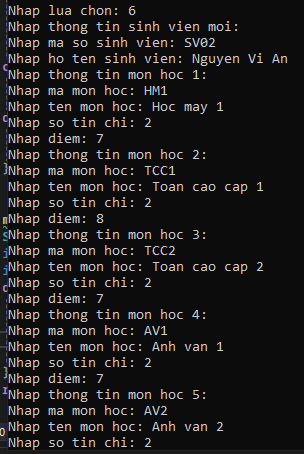 Nhap lua chon: 6
Nhap thong tin sinh vien moi:
Nhap ma so sinh vien: SV02
Nhap ho ten sinh vien: Nguyen Vi An
Nhap thong tin mon hoc 1:
Nhap ma mon hoc: HM1
Nhap ten mon hoc: Hoc may 1
Nhap so tin chi: 2
Nhap diem: 7
Nhap thong tin mon hoc 2:
Nhap ma mon hoc: TCC1
Nhap ten mon hoc: Toan cao cap 1
Nhap so tin chi: 2
Nhap diem: 8
Nhap thong tin mon hoc 3:
Nhap ma mon hoc: TCC2
Nhap ten mon hoc: Toan cao cap 2
Nhap so tin chi: 2
Nhap diem: 7
Nhap thong tin mon hoc 4:
Nhap ma mon hoc: AV1
Nhap ten mon hoc: Anh van 1
Nhap so tin chi: 2
Nhap diem: 7
Nhap thong tin mon hoc 5:
Nhap ma mon hoc: AV2
Nhap ten mon hoc: Anh van 2
Nhap so tin chi: 2